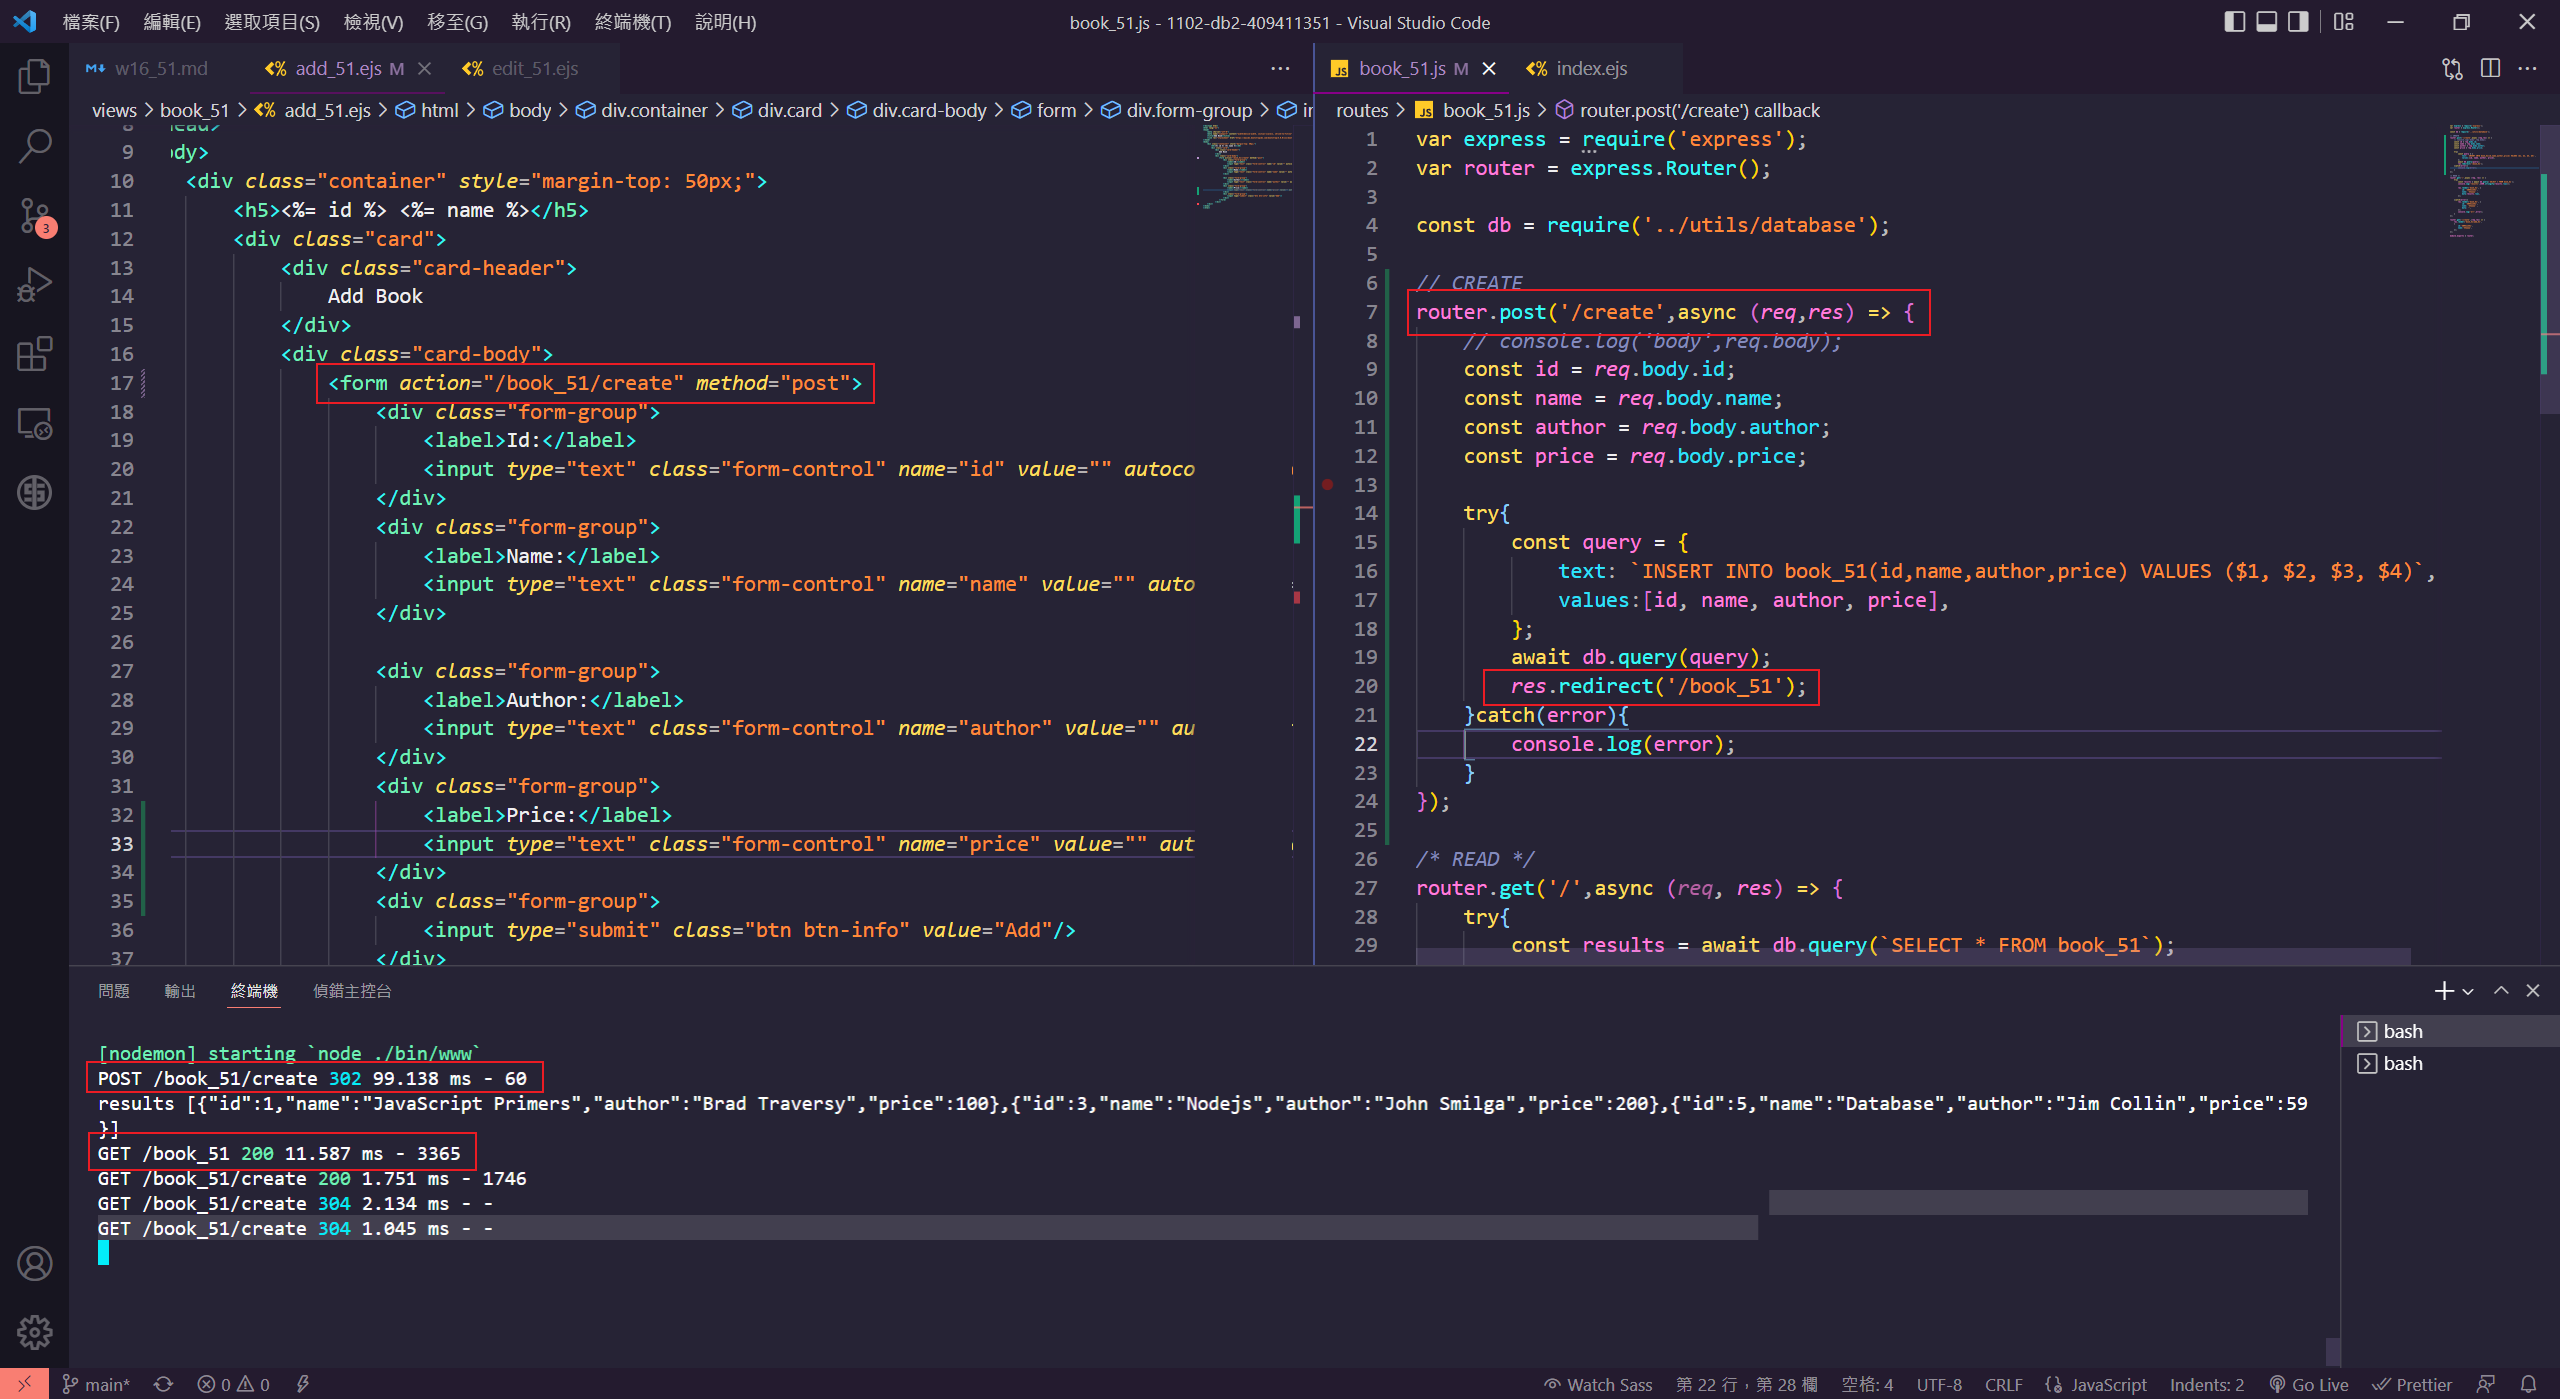 檔案(F) 編輯(E) 選取項目(S) 檢視(V) 移至(G) 執行(R) 終端機(T) 說明(H)
book_51.js - 1102-db2-409411351 - Visual Studio Code
w16_51.md
add_51.ejs M
edit_51.ejs
views > book_51 > add_51.ejs > html > body > div.container > div.card > div.card-body > form > div.form-group > in
8 head>
9 ody>
10 <div class="container" style="margin-top: 50px;">
11 <h5><%= id %> <%= name %></h5>
12 <div class="card">
13 <div class="card-header">
14 Add Book
15 </div>
16 <div class="card-body">
17 <form action="/book_51/create" method="post">
18 <div class="form-group">
19 <label>Id:</label>
20 <input type="text" class="form-control" name="id" value="" autoco
21 </div>
22 <div class="form-group">
23 <label>Name:</label>
24 <input type="text" class="form-control" name="name" value="" auto
25 </div>
26
27 <div class="form-group">
28 <label>Author:</label>
29 <input type="text" class="form-control" name="author" value="" au
30 </div>
31 <div class="form-group">
32 <label>Price:</label>
33 <input type="text" class="form-control" name="price" value="" aut
34 </div>
35 <div class="form-group">
36 <input type="submit" class="btn btn-info" value="Add"/>
37 </div>
book_51.js M
index.ejs
routes > book_51.js > router.post('/create') callback
1 var express = require('express');
2 var router = express.Router();
3
4 const db = require('../utils/database');
5
6 // CREATE
7 router.post('/create',async (req,res) => {
8 // console.log('body',req.body);
9 const id = req.body.id;
10 const name = req.body.name;
11 const author = req.body.author;
12 const price = req.body.price;
13
14 try{
15 const query = {
16 text: `INSERT INTO book_51(id,name,author,price) VALUES ($1, $2, $3, $4)`,
17 values:[id, name, author, price],
18 };
19 await db.query(query);
20 res.redirect('/book_51');
21 }catch(error){
22 console.log(error);
23 }
24 });
25
26 /* READ */
27 router.get('/',async (req, res) => {
28 try{
29 const results = await db.query(`SELECT * FROM book_51`);
3
問題 輸出 終端機 偵錯主控台
[nodemon] starting `node ./bin/www`
POST /book_51/create 302 99.138 ms - 60
results [{"id":1,"name":"JavaScript Primers","author":"Brad Traversy","price":100},{"id":3,"name":"Nodejs","author":"John Smilga","price":200},{"id":5,"name":"Database","author":"Jim Collin","price":59
}]
GET /book_51 200 11.587 ms - 3365
GET /book_51/create 200 1.751 ms - 1746
GET /book_51/create 304 2.134 ms - -
GET /book_51/create 304 1.045 ms - -
bash
bash
main* 0 0
Watch Sass 第 22 行，第 28 欄 空格: 4 UTF-8 CRLF JavaScript Indents: 2 Go Live Prettier